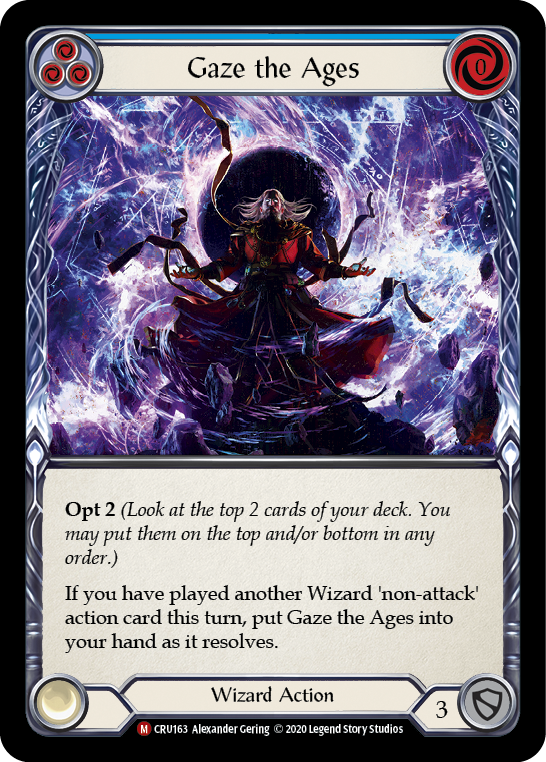 Gaze the Ages
0
Opt 2 (Look at the top 2 cards of your deck. You
may put them on the top and/or bottom in any
order.)
If you have played another Wizard 'non-attack'
action card this turn, put Gaze the Ages into
your hand as it resolves.
Wizard Action
3
M CRU163 Alexander Gering © 2020 Legend Story Studios